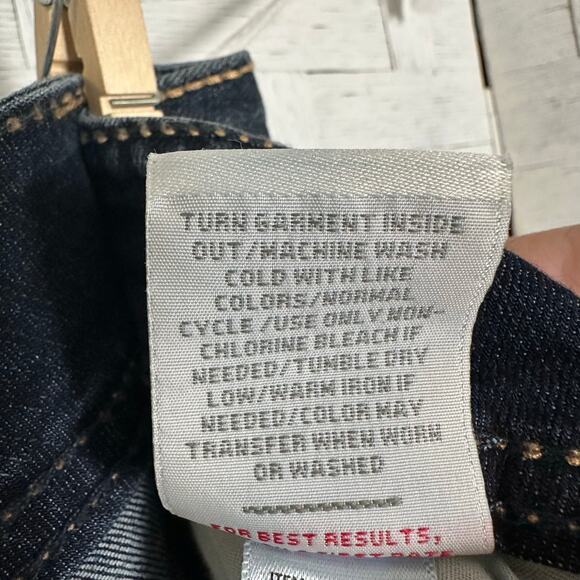 TURN GARMENT INSIDE
OUT/MACHINE WASH
COLD WITH LIKE
COLORS/NORMAL
CYCLE /USE ONLY NON-
CHLORINE BLEACH IF
NEEDED/TUMBLE DRY
LOW/WARM IRON IF
NEEDED/COLOR MAY
TRANSFER WHEN WORN
OR WASHED
FOR BEST RESULTS,